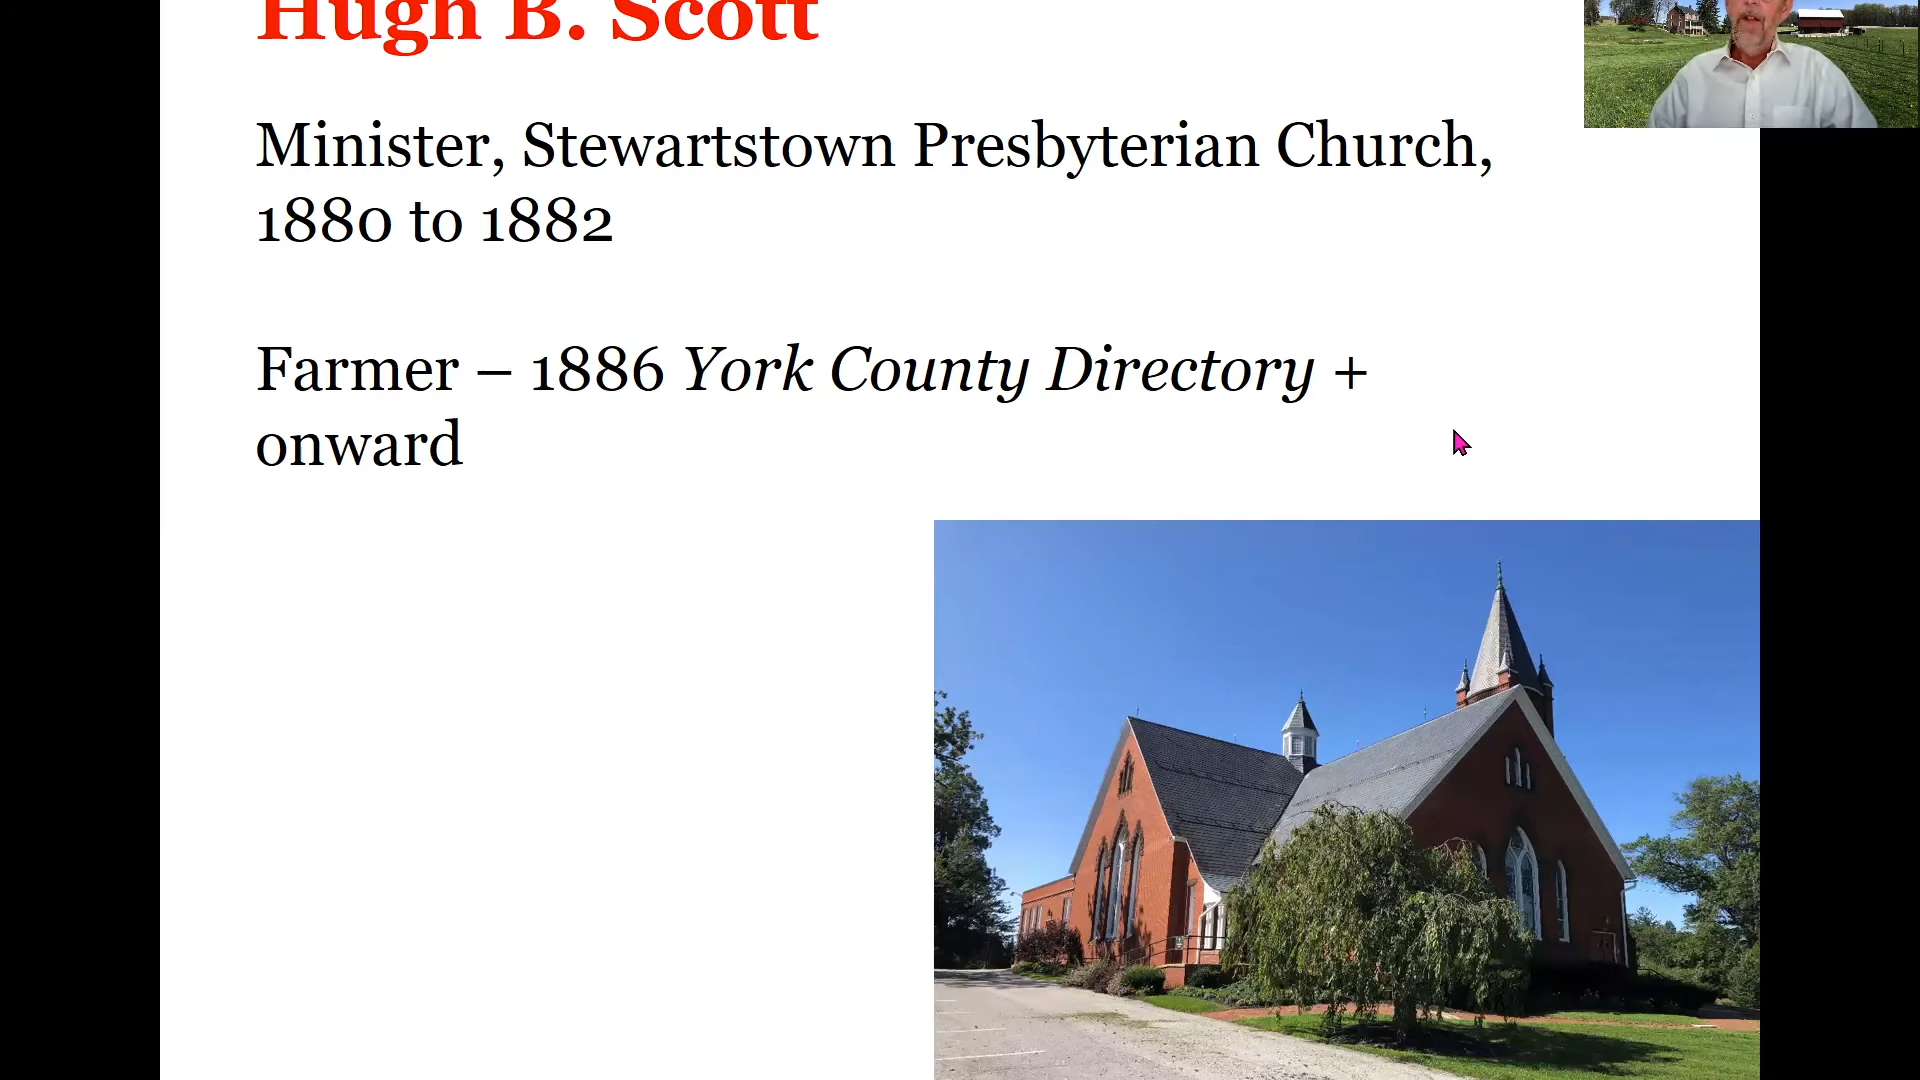 Hugh B. Scott
Minister, Stewartstown Presbyterian Church,
1880 to 1882
Farmer – 1886 York County Directory +
onward